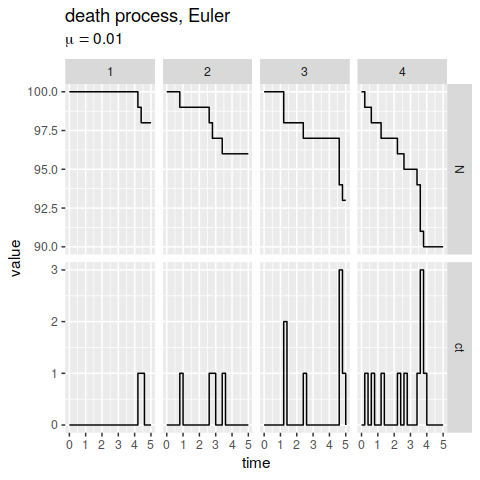 death process, Euler
μ = 0.01
1 2 3 4
100.0
97.5
95.0
92.5
90.0
N
value
3
2
1
0
ct
0 1 2 3 4 5 0 1 2 3 4 5 0 1 2 3 4 5 0 1 2 3 4 5
time